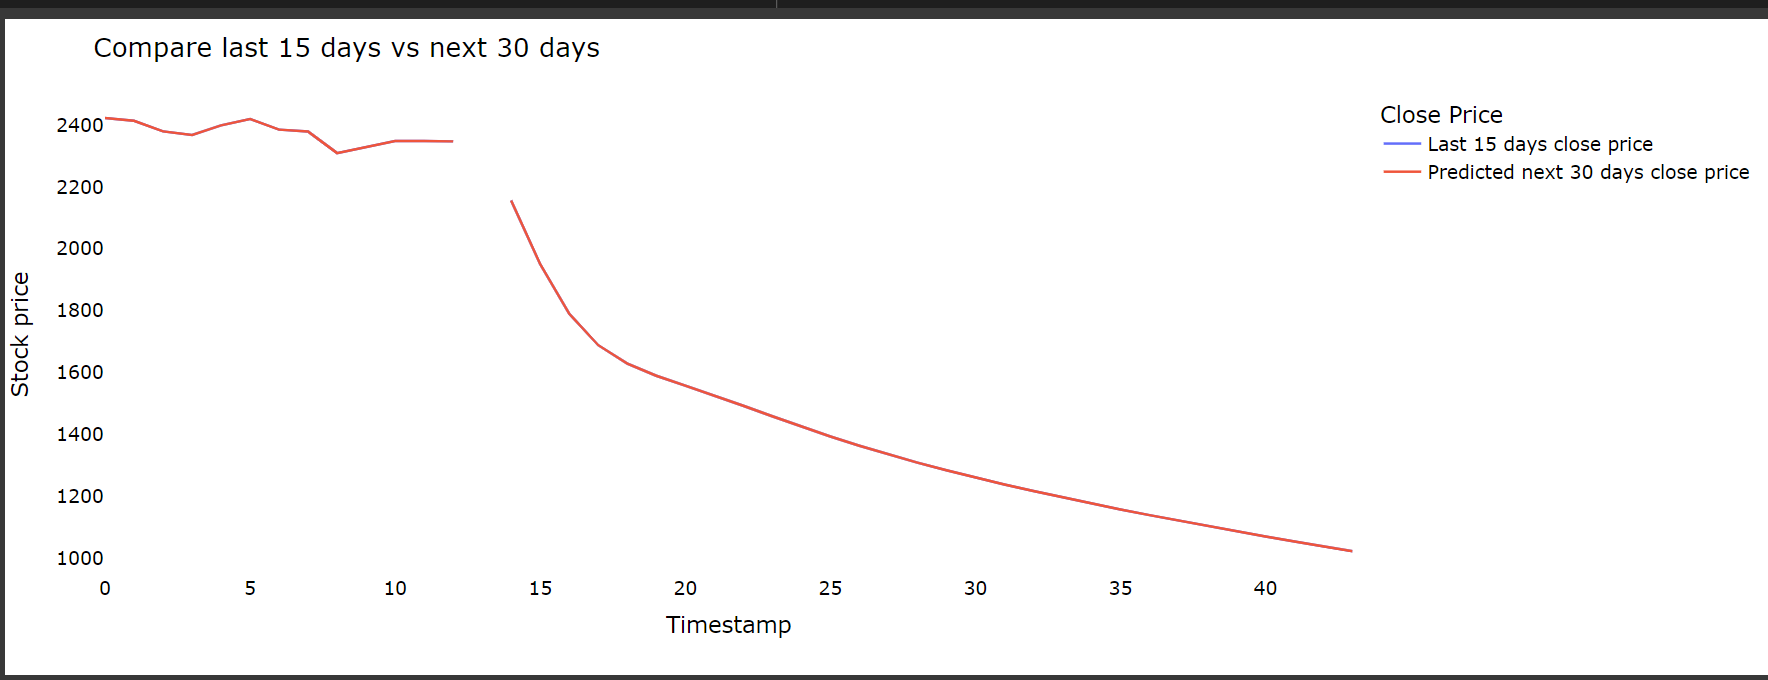 Compare last 15 days vs next 30 days
Close Price
Last 15 days close price
Predicted next 30 days close price
Stock price
2400
2200
2000
1800
1600
1400
1200
1000
0 5 10 15 20 25 30 35 40
Timestamp